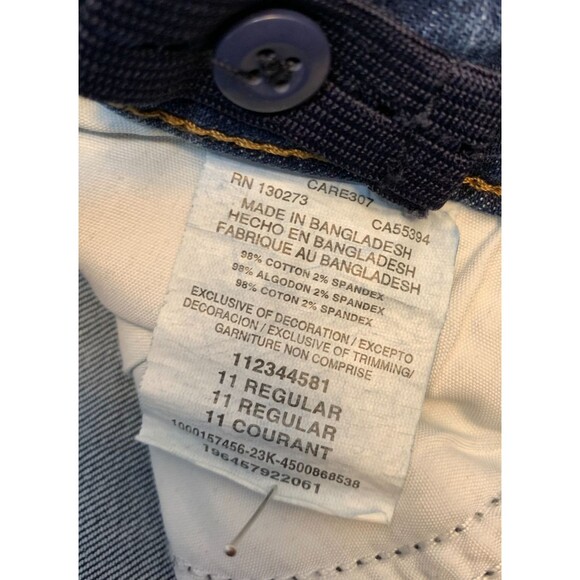 CARE307
RN 130273 CA55394
MADE IN BANGLADESH
HECHO EN BANGLADESH
FABRIQUE AU BANGLADESH
98% COTTON 2% SPANDEX
98% ALGODON 2% SPANDEX
98% COTON 2% SPANDEX
EXCLUSIVE OF DECORATION / EXCEPTO
DECORACION / EXCLUSIVE OF TRIMMING/
GARNITURE NON COMPRISE
112344581
11 REGULAR
11 REGULAR
11 COURANT
1000157456-23K-4500868538
196457922061